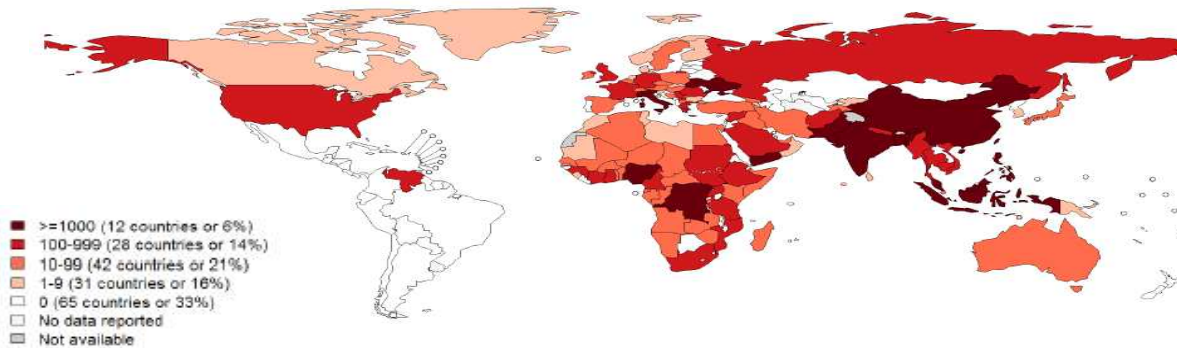 >=1000 (12 countries or 6%)
100-999 (28 countries or 14%)
10-99 (42 countries or 21%)
1-9 (31 countries or 16%)
0 (65 countries or 33%)
No data reported
Not available